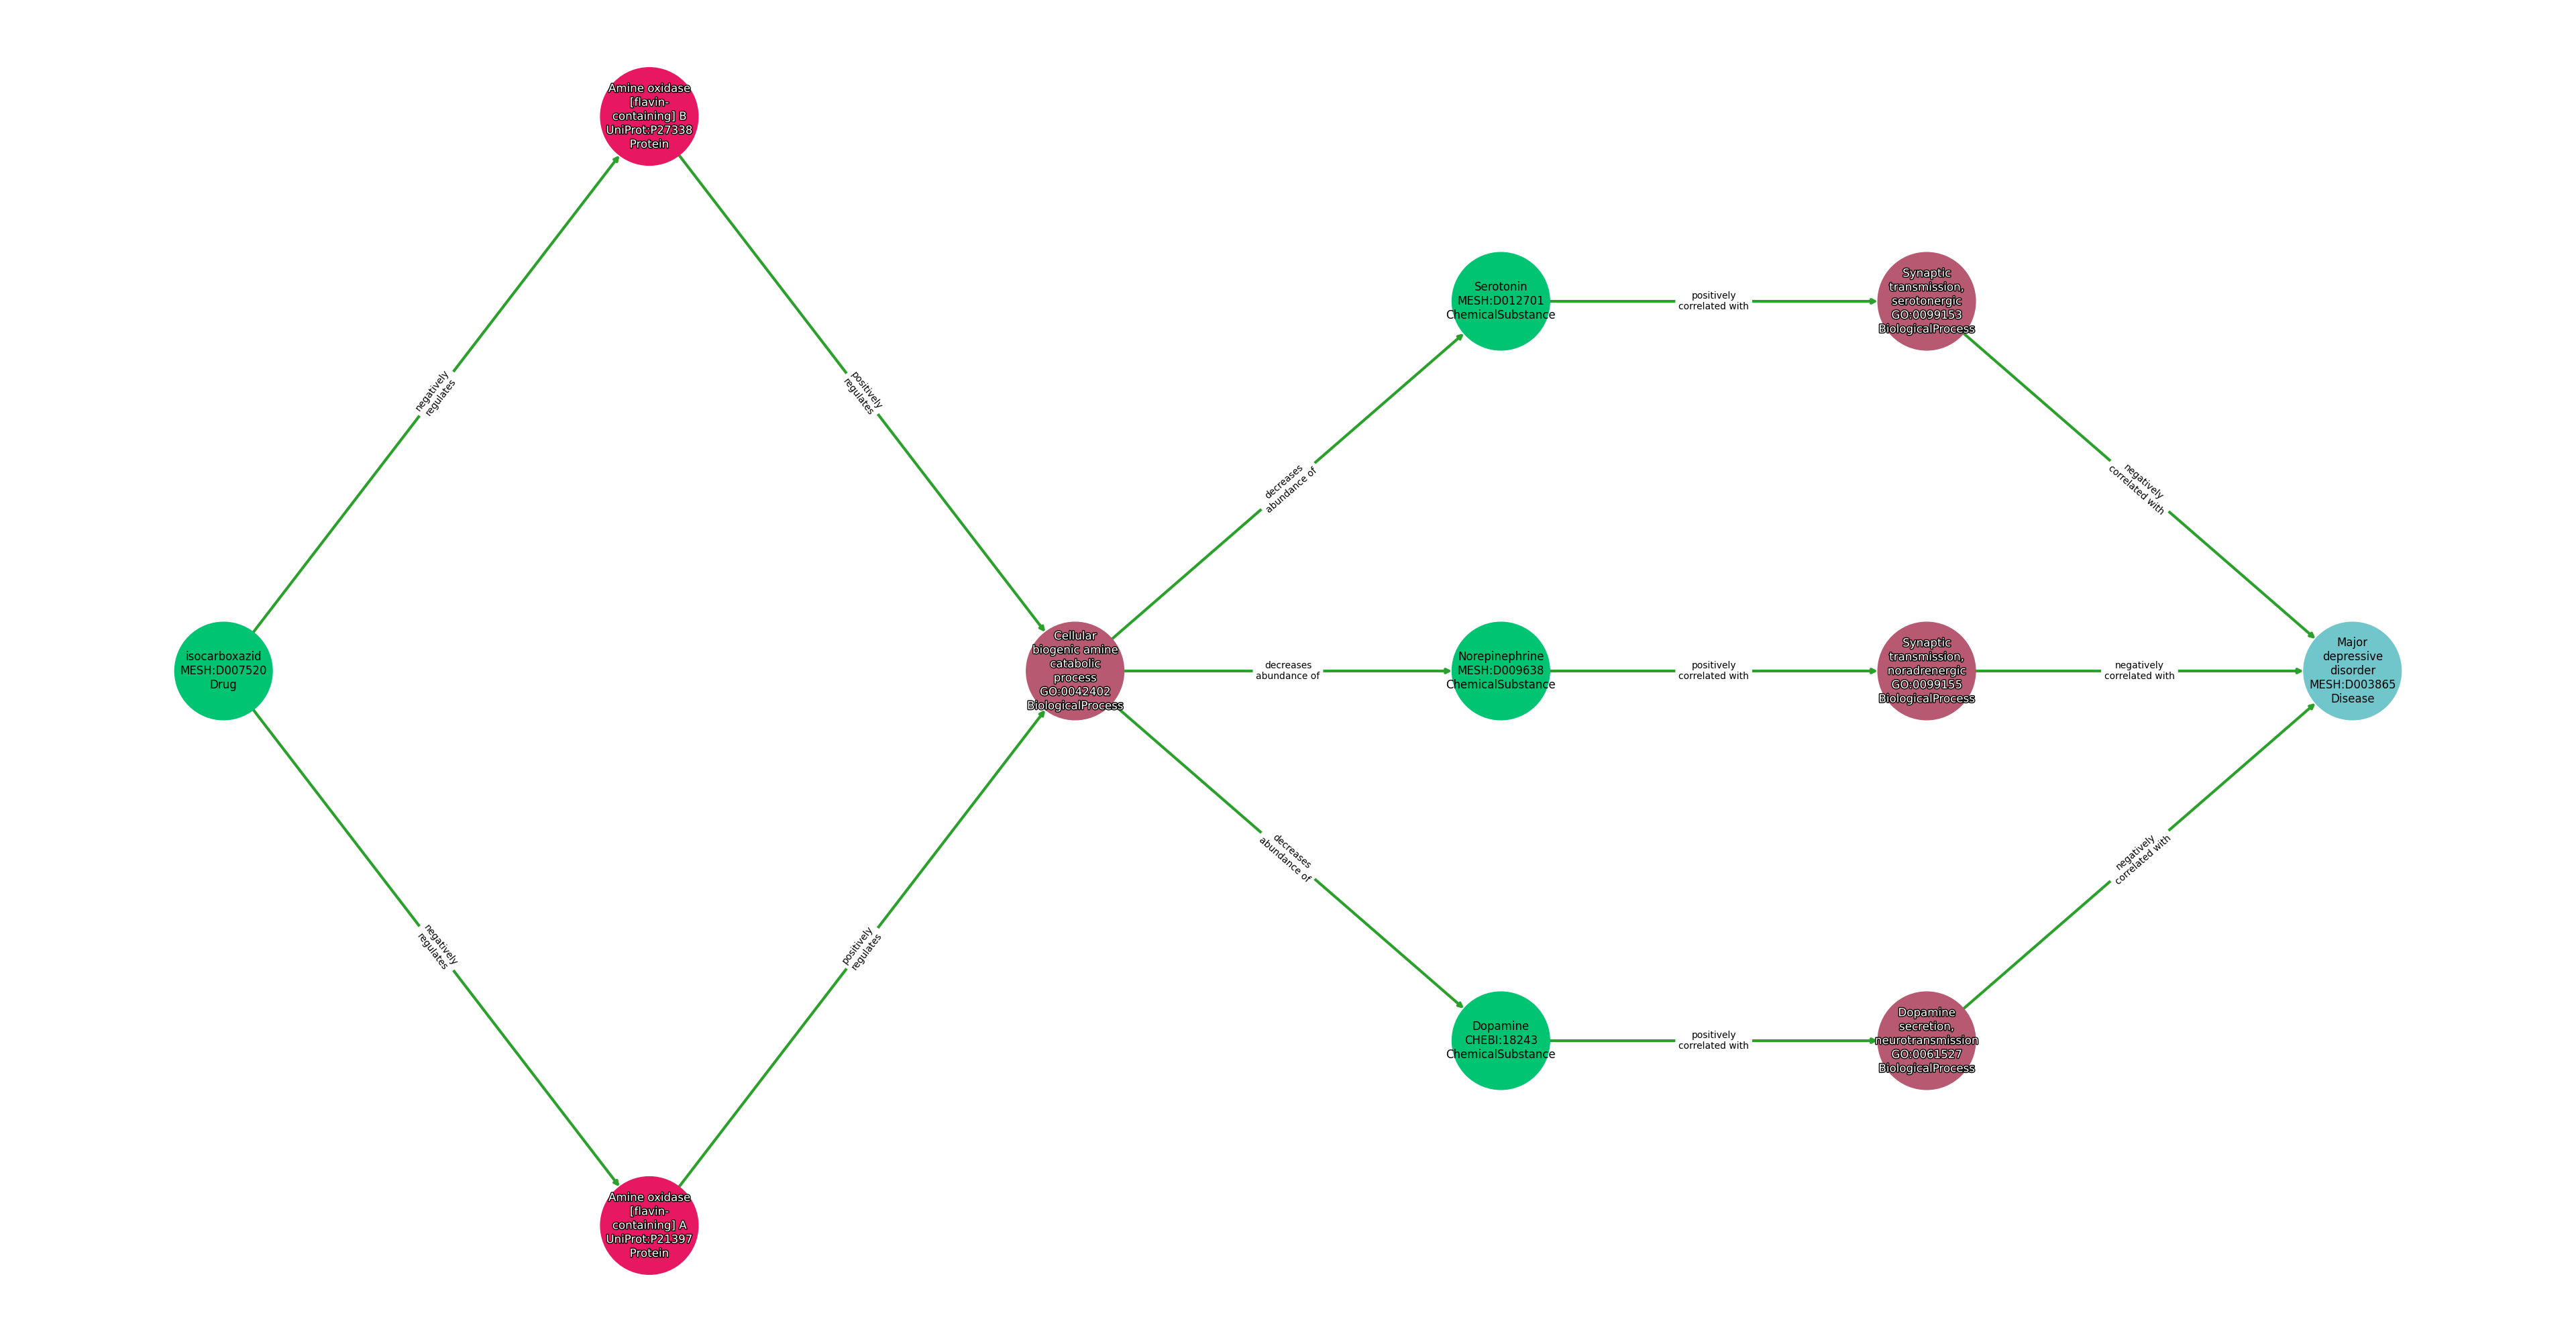 Amine oxidase
[flavin-
containing] B
UniProt:P27338
Protein
negatively
regulates
positively
regulates
Serotonin
MESH:D012701
ChemicalSubstance
positively
correlated with
Synaptic
transmission,
serotonergic
GO:0099153
BiologicalProcess
decreases
abundance of
negatively
correlated with
isocarboxazid
MESH:D007520
Drug
Cellular
biogenic amine
catabolic
process
GO:0042402
BiologicalProcess
decreases
abundance of
Norepinephrine
MESH:D009638
ChemicalSubstance
positively
correlated with
Synaptic
transmission,
noradrenergic
GO:0099155
BiologicalProcess
negatively
correlated with
Major
depressive
disorder
MESH:D003865
Disease
decreases
abundance of
negatively
correlated with
negatively
regulates
positively
regulates
Dopamine
CHEBI:18243
ChemicalSubstance
positively
correlated with
Dopamine
secretion,
neurotransmission
GO:0061527
BiologicalProcess
Amine oxidase
[flavin-
containing] A
UniProt:P21397
Protein